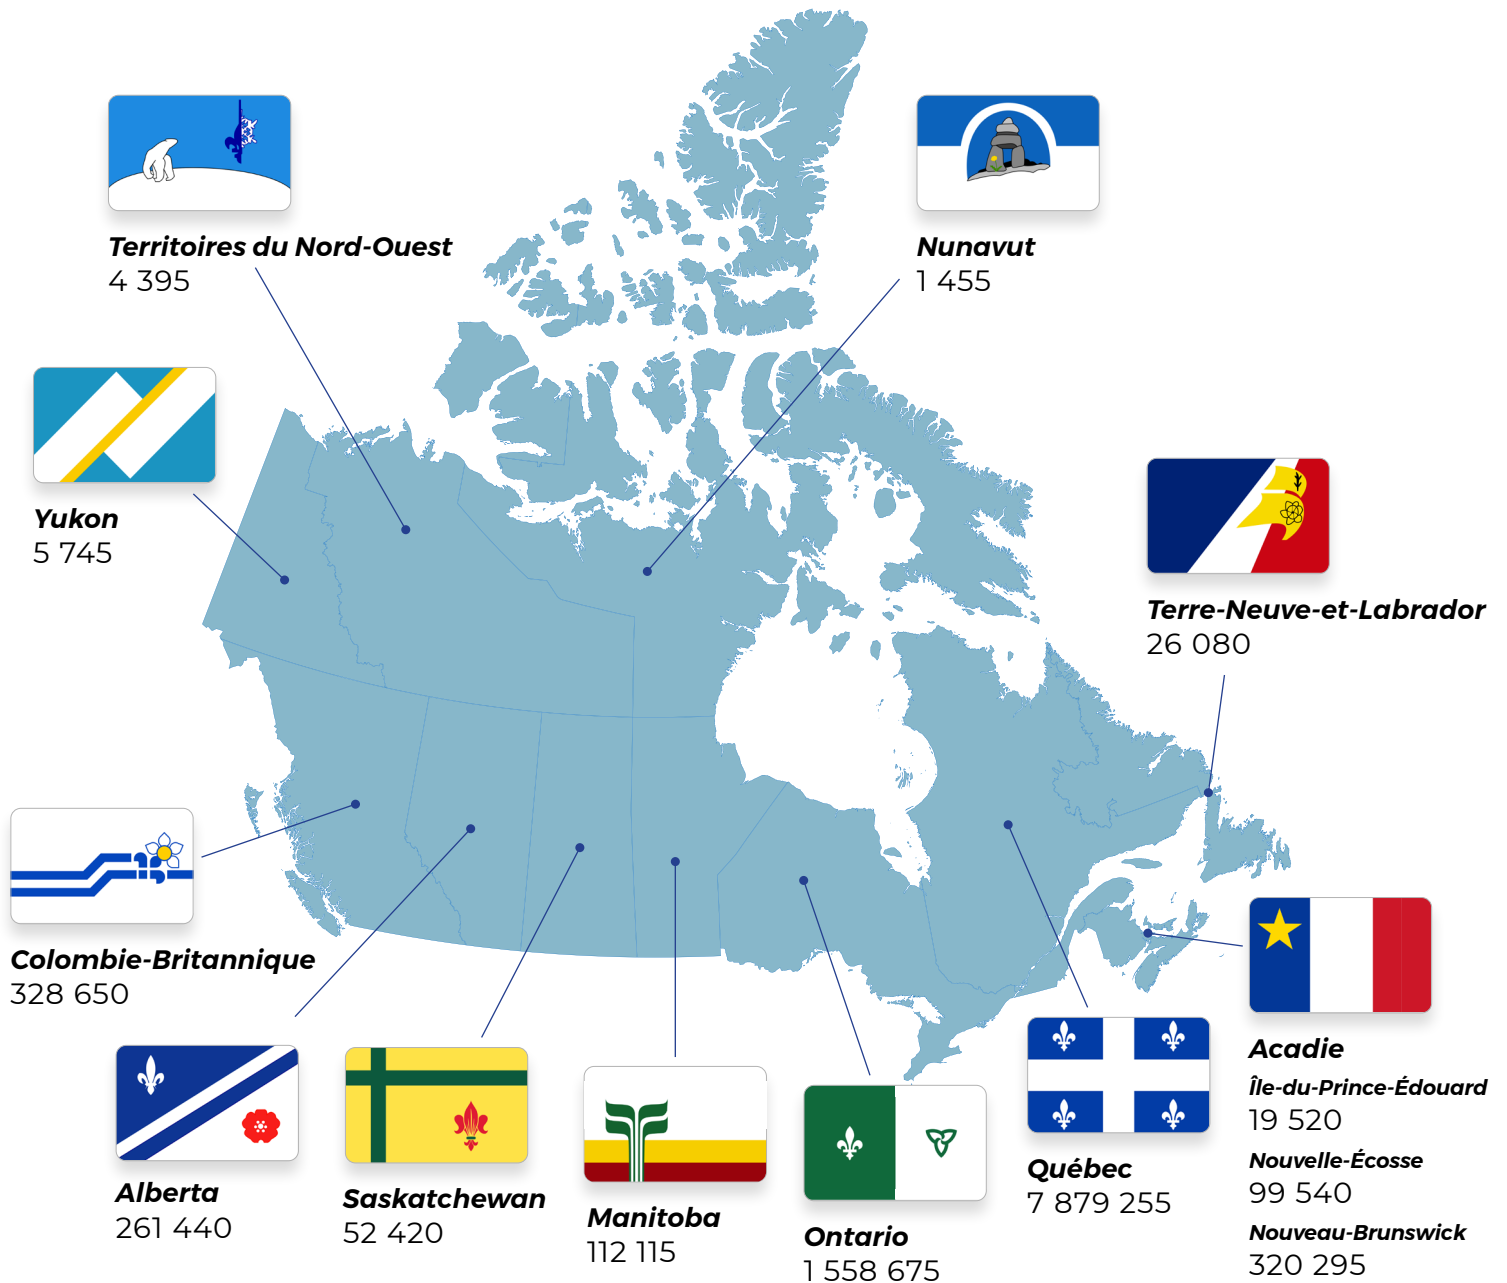 Territoires du Nord-Ouest
4 395
Nunavut
1 455
Yukon
5 745
Terre-Neuve-et-Labrador
26 080
Colombie-Britannique
328 650
Alberta
261 440
Saskatchewan
52 420
Manitoba
112 115
Ontario
1 558 675
Québec
7 879 255
Acadie
Île-du-Prince-Édouard
19 520
Nouvelle-Écosse
99 540
Nouveau-Brunswick
320 295